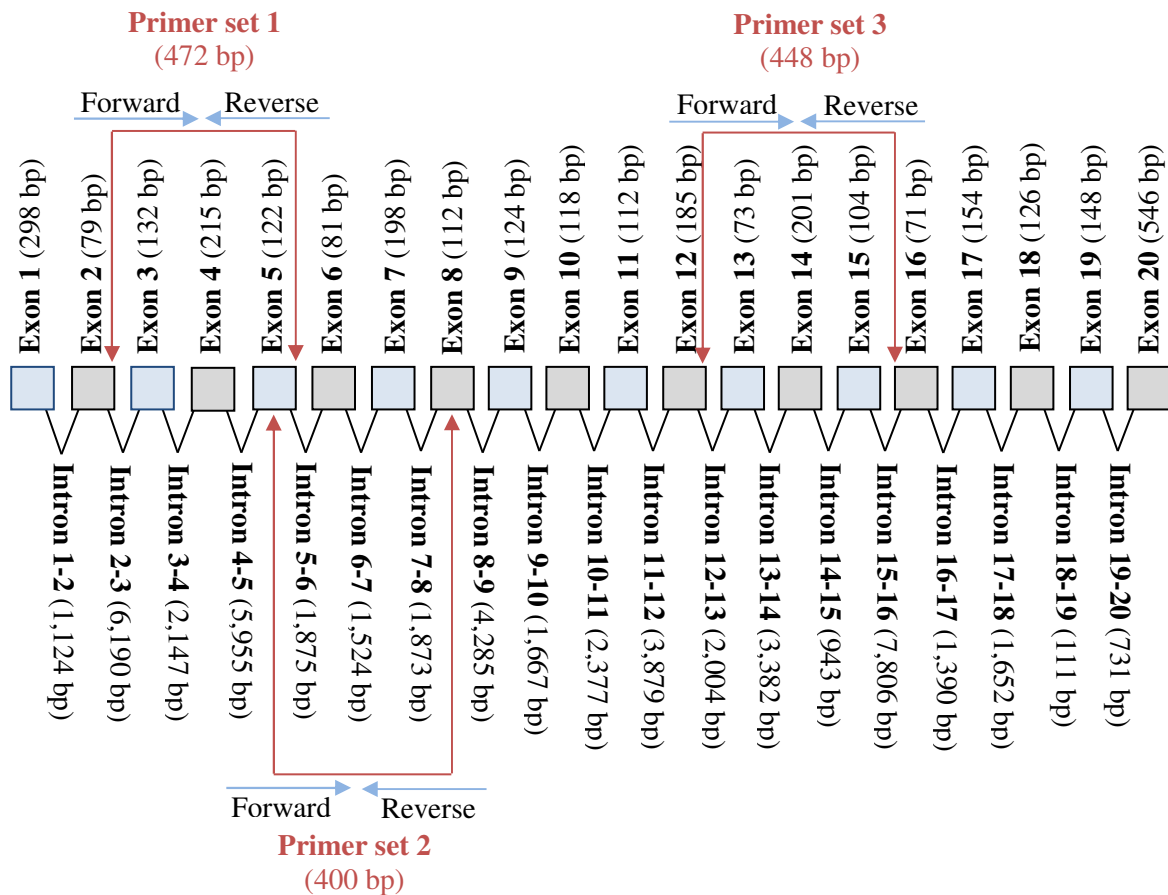 Primer set 1
(472 bp)
Primer set 3
(448 bp)
Forward
Reverse
Forward
Reverse
Exon 1 (298 bp)
Exon 2 (79 bp)
Exon 3 (132 bp)
Exon 4 (215 bp)
Exon 5 (122 bp)
Exon 6 (81 bp)
Exon 7 (198 bp)
Exon 8 (112 bp)
Exon 9 (124 bp)
Exon 10 (118 bp)
Exon 11 (112 bp)
Exon 12 (185 bp)
Exon 13 (73 bp)
Exon 14 (201 bp)
Exon 15 (104 bp)
Exon 16 (71 bp)
Exon 17 (154 bp)
Exon 18 (126 bp)
Exon 19 (148 bp)
Exon 20 (546 bp)
Intron 1-2 (1,124 bp)
Intron 2-3 (6,190 bp)
Intron 3-4 (2,147 bp)
Intron 4-5 (5,955 bp)
Intron 5-6 (1,875 bp)
Intron 6-7 (1,524 bp)
Intron 7-8 (1,873 bp)
Intron 8-9 (4,285 bp)
Intron 9-10 (1,667 bp)
Intron 10-11 (2,377 bp)
Intron 11-12 (3,879 bp)
Intron 12-13 (2,004 bp)
Intron 13-14 (3,382 bp)
Intron 14-15 (943 bp)
Intron 15-16 (7,806 bp)
Intron 16-17 (1,390 bp)
Intron 17-18 (1,652 bp)
Intron 18-19 (111 bp)
Intron 19-20 (731 bp)
Forward
Reverse
Primer set 2
(400 bp)